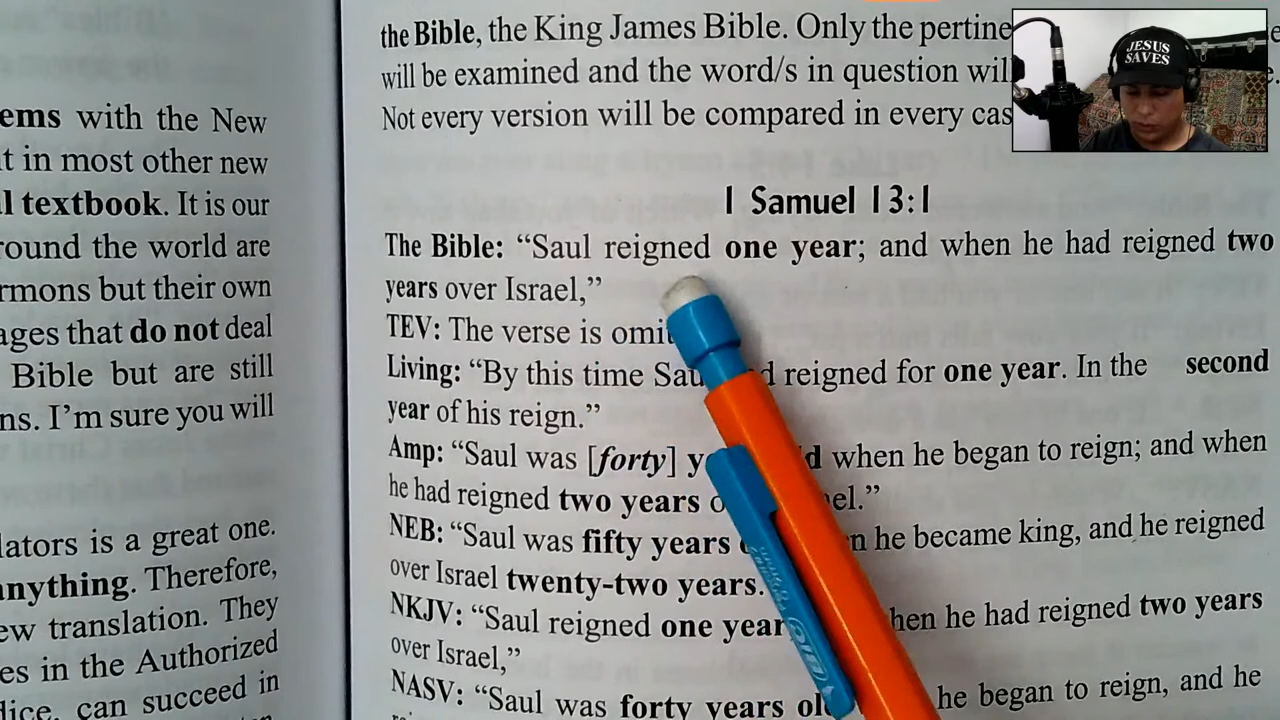 ems with the New
t in most other new
l textbook. It is our
round the world are
rmons but their own
ages that do not deal
Bible but are still
ns. I'm sure you will
lators is a great one.
anything. Therefore,
ew translation. They
es in the Authorized
dice, can succeed in
the Bible, the King James Bible. Only the pertine
will be examined and the word/s in question wil
Not every version will be compared in every cas
1 Samuel 13:1
The Bible: “Saul reigned one year; and when he had reigned two
years over Israel,”
TEV: The verse is omit
Living: “By this time Sau d reigned for one year. In the second
year of his reign.”
Amp: “Saul was [forty] ye d when he began to reign; and when
he had reigned two years o el.”
NEB: “Saul was fifty years n he became king, and he reigned
over Israel twenty-two years.
NKJV: “Saul reigned one year hen he had reigned two years
over Israel,”
NASV: “Saul was forty years ol he began to reign, and he
JESUS
SAVES
BIC